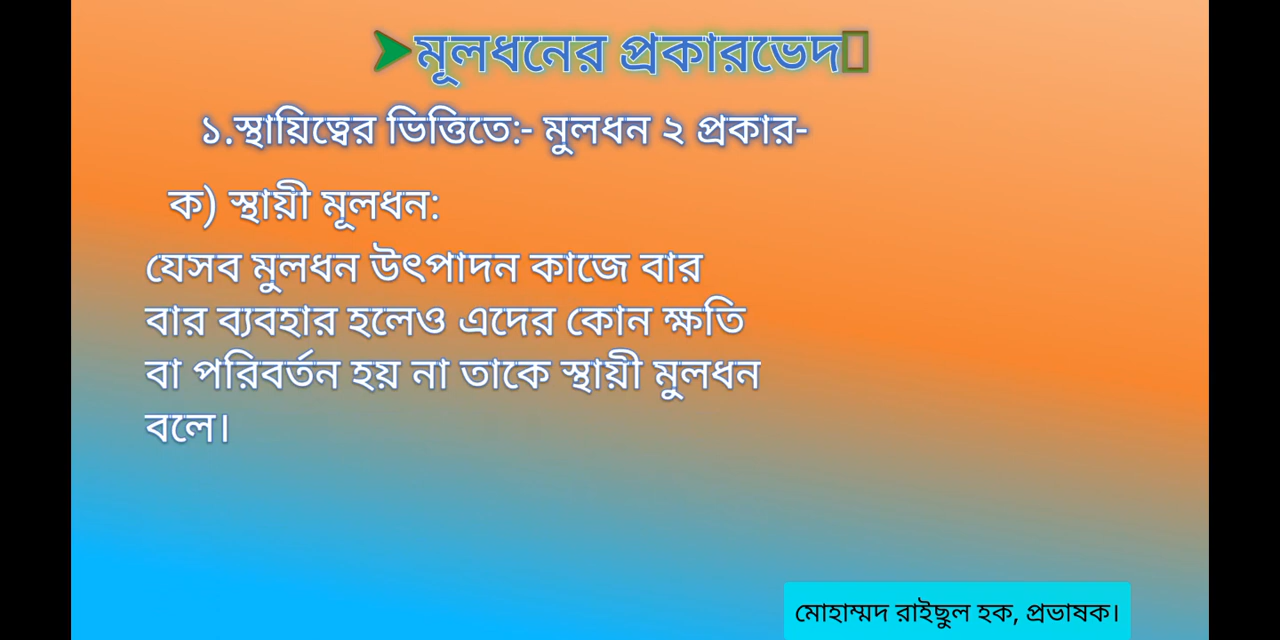 ➤মূলধনের প্রকারভেদ
১.স্থায়িত্বের ভিত্তিতে:- মুলধন ২ প্রকার-
ক) স্থায়ী মূলধন:
যেসব মুলধন উৎপাদন কাজে বার
বার ব্যবহার হলেও এদের কোন ক্ষতি
বা পরিবর্তন হয় না তাকে স্থায়ী মুলধন
বলে।
মোহাম্মদ রাইছুল হক, প্রভাষক।